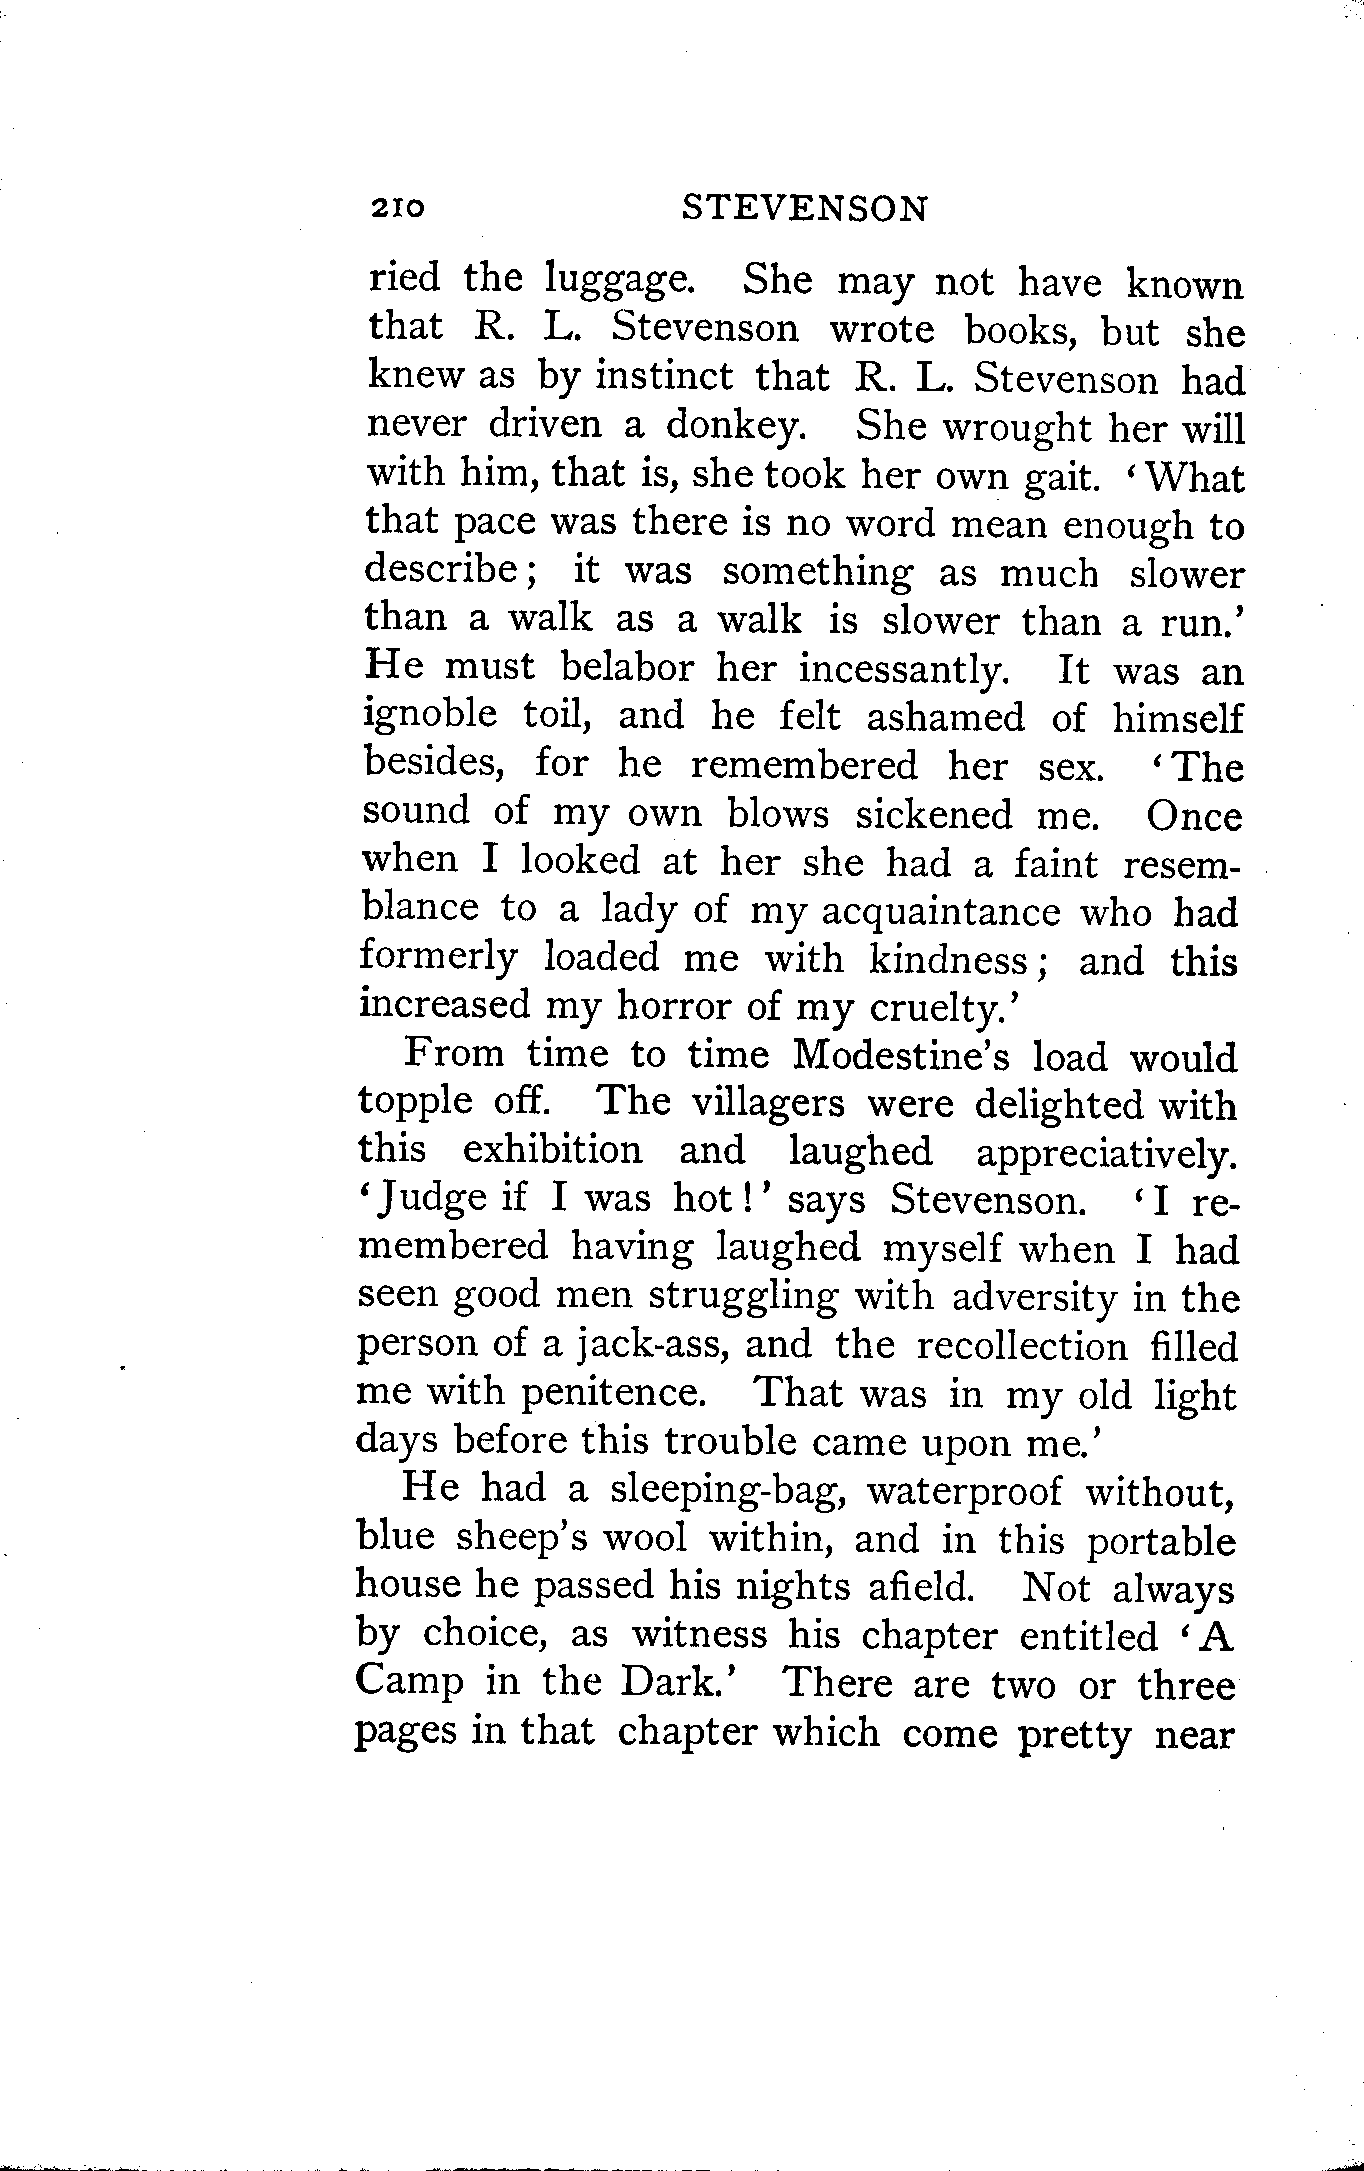 210 STEVENSON
ried the luggage. She may not have known
that R. L. Stevenson wrote books, but she
knew as by instinct that R. L. Stevenson had
never driven a donkey. She wrought her will
with him, that is, she took her own gait. ‘What
that pace was there is no word mean enough to
describe; it was something as much slower
than a walk as a walk is slower than a run.’
He must belabor her incessantly. It was an
ignoble toil, and he felt ashamed of himself
besides, for he remembered her sex. ‘The
sound of my own blows sickened me. Once
when I looked at her she had a faint resem-
blance to a lady of my acquaintance who had
formerly loaded me with kindness; and this
increased my horror of my cruelty.’
From time to time Modestine’s load would
topple off. The villagers were delighted with
this exhibition and laughed appreciatively.
‘Judge if I was hot!’ says Stevenson. ‘I re-
membered having laughed myself when I had
seen good men struggling with adversity in the
person of a jack-ass, and the recollection filled
me with penitence. That was in my old light
days before this trouble came upon me.’
He had a sleeping-bag, waterproof without,
blue sheep’s wool within, and in this portable
house he passed his nights afield. Not always
by choice, as witness his chapter entitled ‘A
Camp in the Dark.’ There are two or three
pages in that chapter which come pretty near